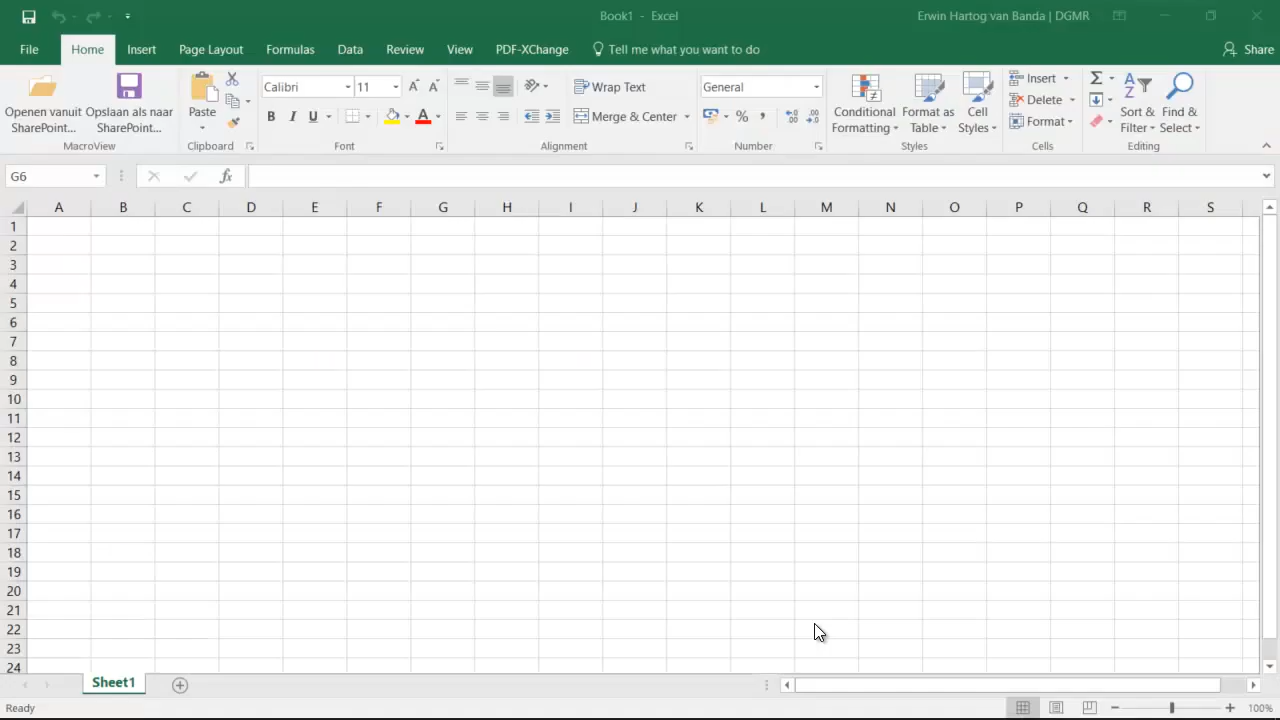 Book1 - Excel
Erwin Hartog van Banda | DGMR
File Home Insert Page Layout Formulas Data Review View PDF-XChange Tell me what you want to do Share
Openen vanuit SharePoint...
Opslaan als naar SharePoint...
MacroView
Paste
Clipboard
Calibri 11
B I U A
Font
Wrap Text
Merge & Center
Alignment
General
%
Number
Conditional Formatting
Format as Table
Cell Styles
Styles
Insert
Delete
Format
Cells
Sort & Filter
Find & Select
Editing
G6
fx
A B C D E F G H I J K L M N O P Q R S
1
2
3
4
5
6
7
8
9
10
11
12
13
14
15
16
17
18
19
20
21
22
23
24
Sheet1
Ready
100%